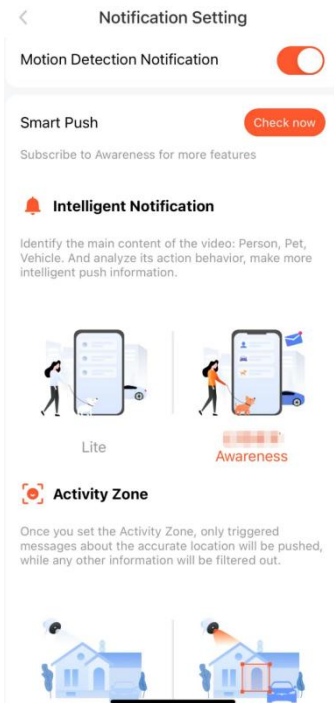 Notification Setting
Motion Detection Notification
Smart Push
Check now
Subscribe to Awareness for more features
Intelligent Notification
Identify the main content of the video: Person, Pet,
Vehicle. And analyze its action behavior, make more
intelligent push information.
Lite
Awareness
Activity Zone
Once you set the Activity Zone, only triggered
messages about the accurate location will be pushed,
while any other information will be filtered out.